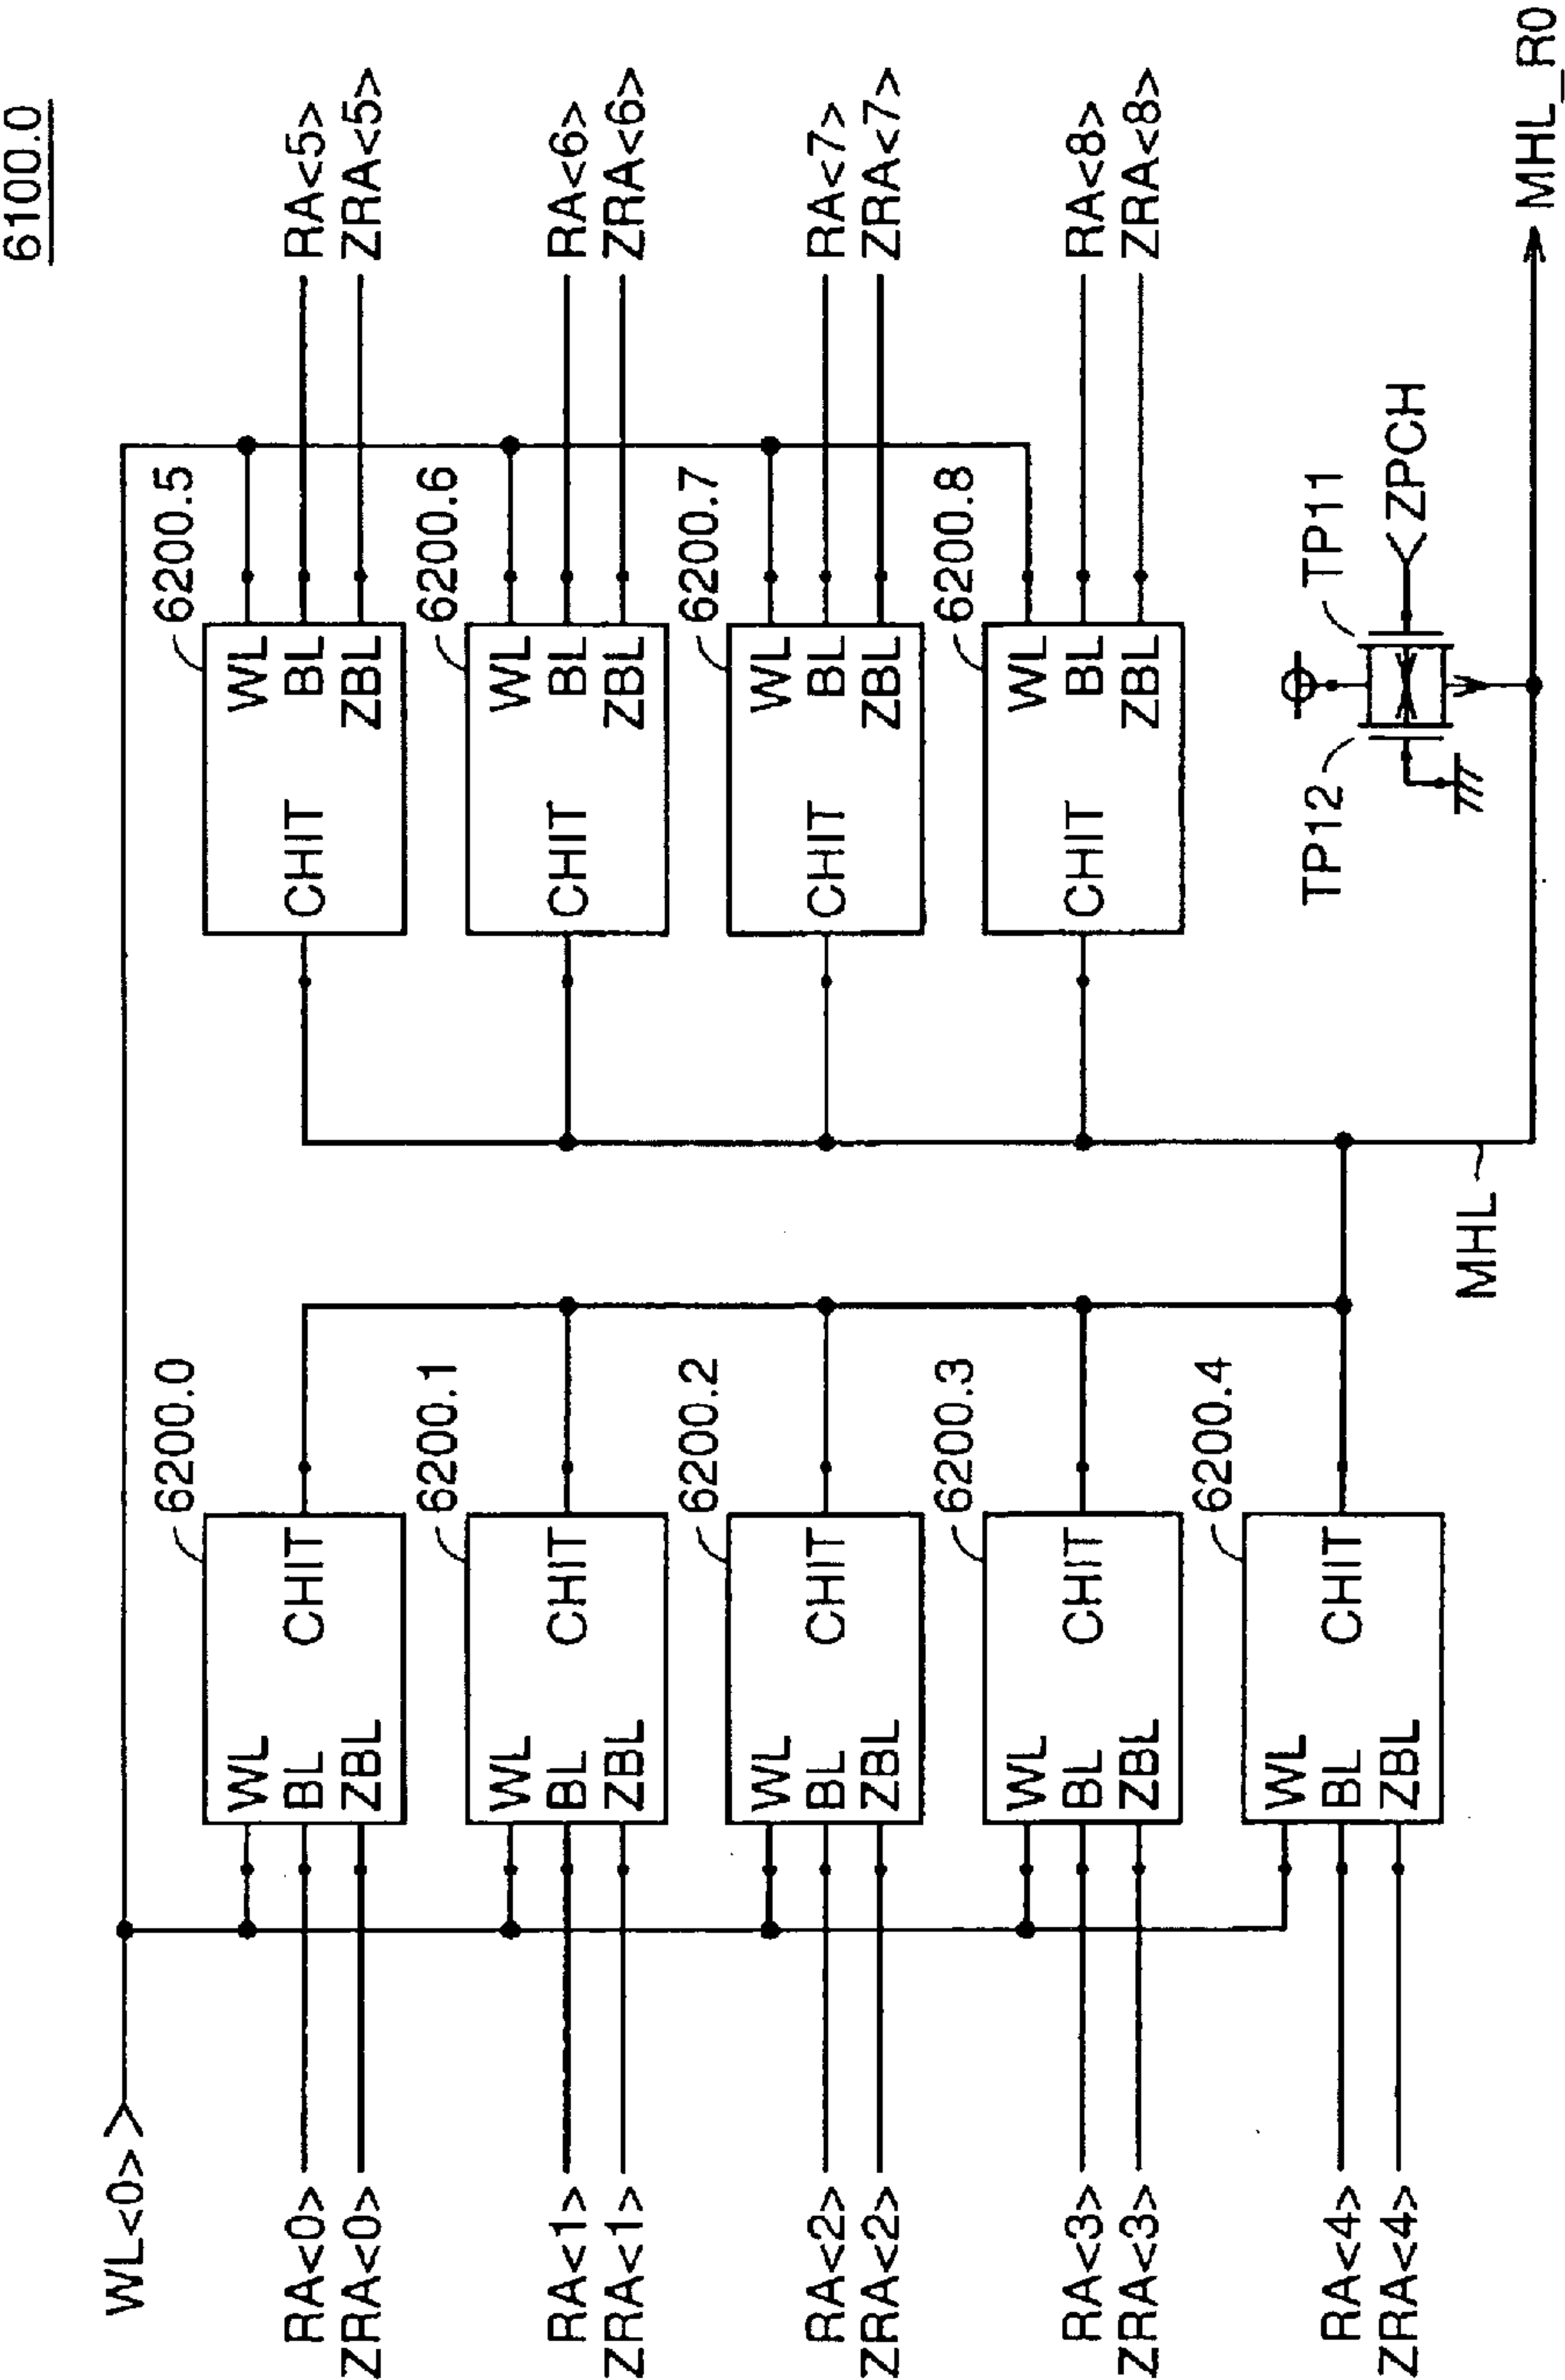 6100.0
WL<0>
6200.0
WL
BL
ZBL
CHIT
RA<0>
ZRA<0>
6200.1
WL
BL
ZBL
CHIT
RA<1>
ZRA<1>
6200.2
WL
BL
ZBL
CHIT
RA<2>
ZRA<2>
6200.3
WL
BL
ZBL
CHIT
RA<3>
ZRA<3>
6200.4
WL
BL
ZBL
CHIT
RA<4>
ZRA<4>
6200.5
CHIT
WL
BL
ZBL
RA<5>
ZRA<5>
6200.6
CHIT
WL
BL
ZBL
RA<6>
ZRA<6>
6200.7
CHIT
WL
BL
ZBL
RA<7>
ZRA<7>
6200.8
CHIT
WL
BL
ZBL
RA<8>
ZRA<8>
TP12
TP11
ZPCH
MHL
MHL_R0